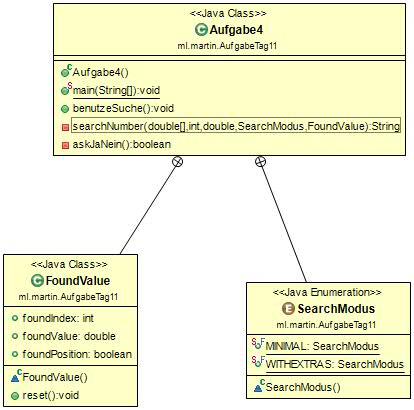 <<Java Class>>
Aufgabe4
ml.martin.AufgabeTag11
Aufgabe4()
main(String[]):void
benutzeSuche():void
searchNumber(double[],int,double,SearchModus,FoundValue):String
askJaNein():boolean
<<Java Class>>
FoundValue
ml.martin.AufgabeTag11
foundIndex: int
foundValue: double
foundPosition: boolean
FoundValue()
reset():void
<<Java Enumeration>>
SearchModus
ml.martin.AufgabeTag11
MINIMAL: SearchModus
WITHEXTRAS: SearchModus
SearchModus()